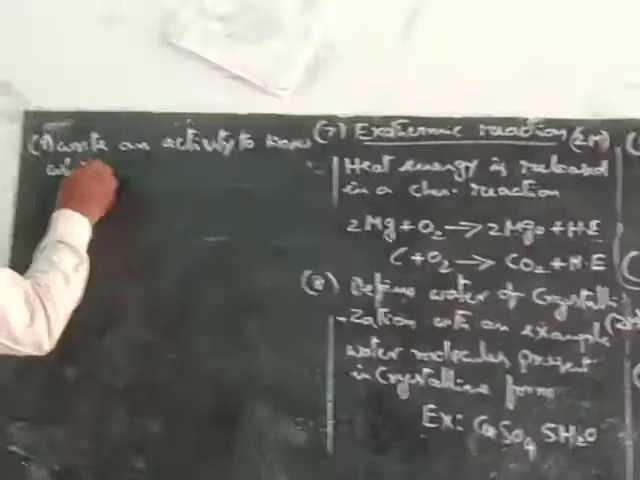 (9) write an activity to know
(7) Exothermic reaction (2m)
Heat energy is released
in a che. reaction
2Mg+O₂→2Mgo+H.E
C+O₂→CO₂+H.E
(8) Define water of Crystalli
-Zation with an example
water molecules present
in Crystalline form
Ex: CuSo₄ 5H₂O